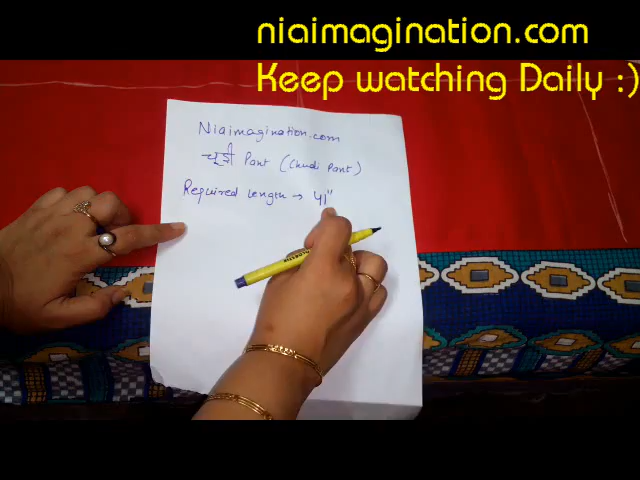 niaimagination.com
Keep watching Daily :)
Niaimagination.com
चूड़ी Pant (Chudi Pant)
Required Length → 41"